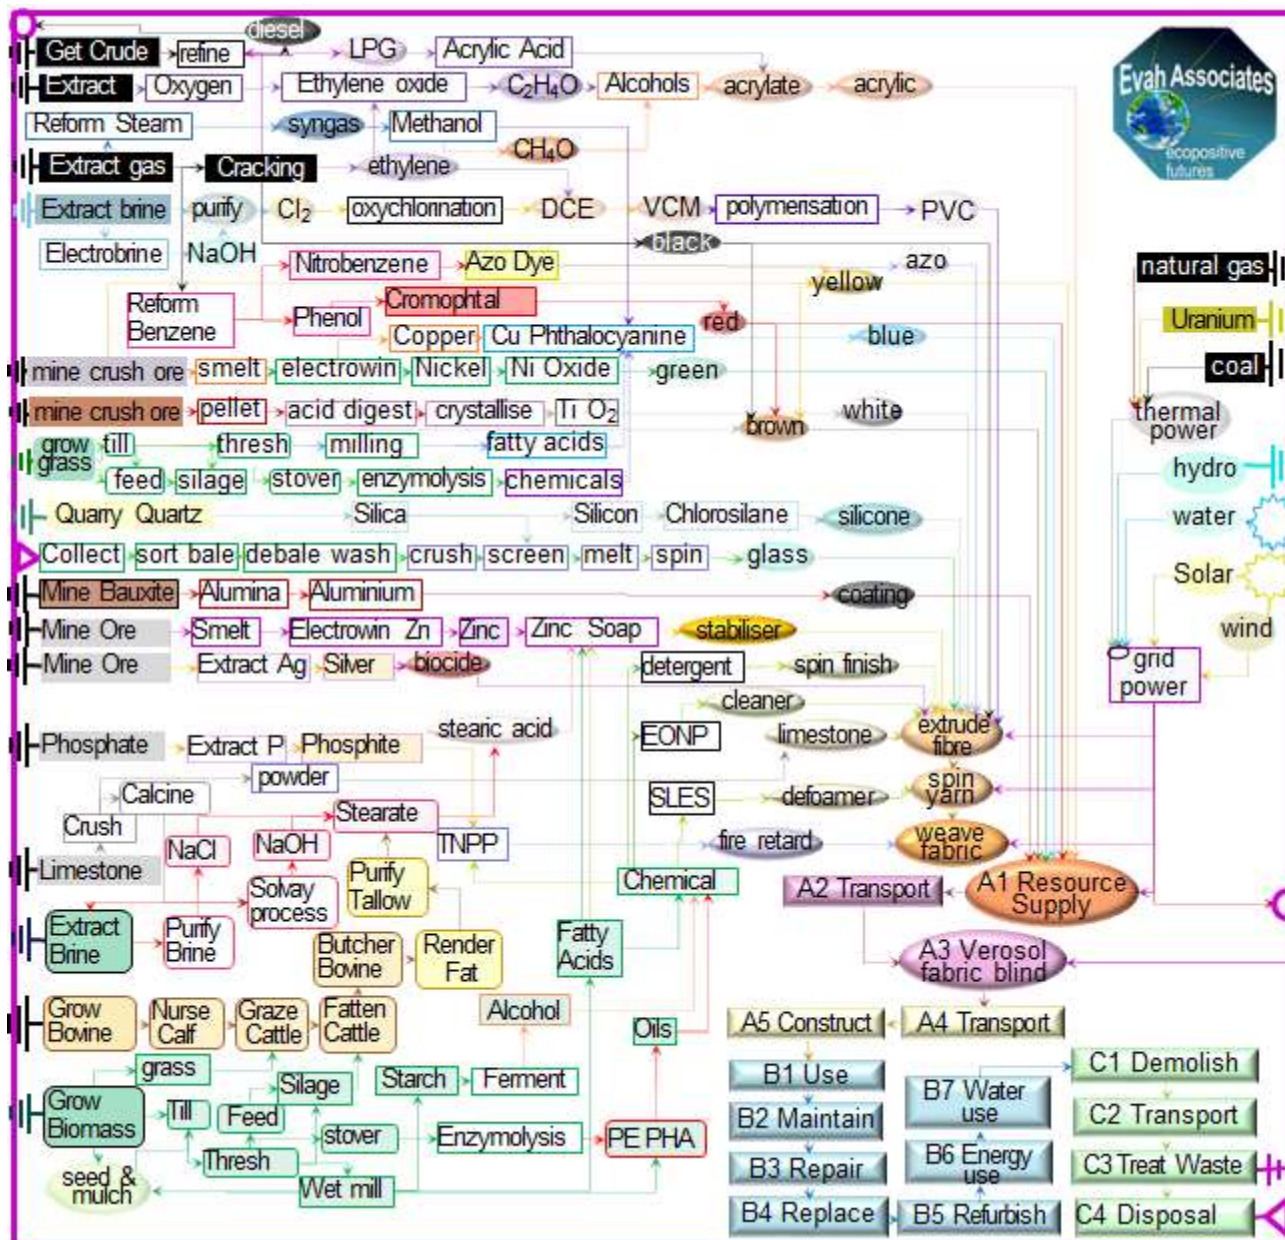 diesel
Get Crude refine LPG Acrylic Acid
Extract Oxygen Ethylene oxide C₂H₄O Alcohols acrylate acrylic
Evah Associates
ecopositive
futures
Reform Steam syngas Methanol
CH₄O
Extract gas Cracking ethylene
Extract brine purify Cl₂ oxychlorination DCE VCM polymerisation PVC
black
Electrobrine NaOH
Nitrobenzene Azo Dye azo
yellow
natural gas
Reform
Benzene
Phenol Cromophtal red
Uranium
Copper Cu Phthalocyanine blue
coal
mine crush ore smelt electrowin Nickel Ni Oxide green
mine crush ore pellet acid digest crystallise Ti O₂ white
brown
thermal
power
grow
grass
till thresh milling fatty acids
feed silage stover enzymolysis chemicals
hydro
Quarry Quartz Silica Silicon Chlorosilane silicone
water
Collect sort bale debale wash crush screen melt spin glass
Solar
Mine Bauxite Alumina Aluminium coating
Mine Ore Smelt Electrowin Zn Zinc Zinc Soap stabiliser
wind
Mine Ore Extract Ag Silver biocide detergent spin finish
grid
power
cleaner
stearic acid
Phosphate Extract P Phosphite EONP limestone
extrude
fibre
powder
Calcine
spin
yarn
Crush Stearate SLES defoamer
NaCl NaOH TNPP fire retard
weave
fabric
Limestone
Solvay
process
Purify
Tallow
Chemical
A2 Transport
A1 Resource
Supply
Extract
Brine
Purify
Brine
Butcher
Bovine
Render
Fat
Fatty
Acids
A3 Verosol
fabric blind
Grow
Bovine
Nurse
Calf
Graze
Cattle
Fatten
Cattle
Alcohol
Oils
A5 Construct A4 Transport
grass
Silage Starch Ferment
B1 Use
B7 Water
use
C1 Demolish
Grow
Biomass
Till Feed
B2 Maintain
C2 Transport
stover Enzymolysis PE PHA
Thresh
B3 Repair
B6 Energy
use
C3 Treat Waste
seed &
mulch
Wet mill
B4 Replace B5 Refurbish C4 Disposal